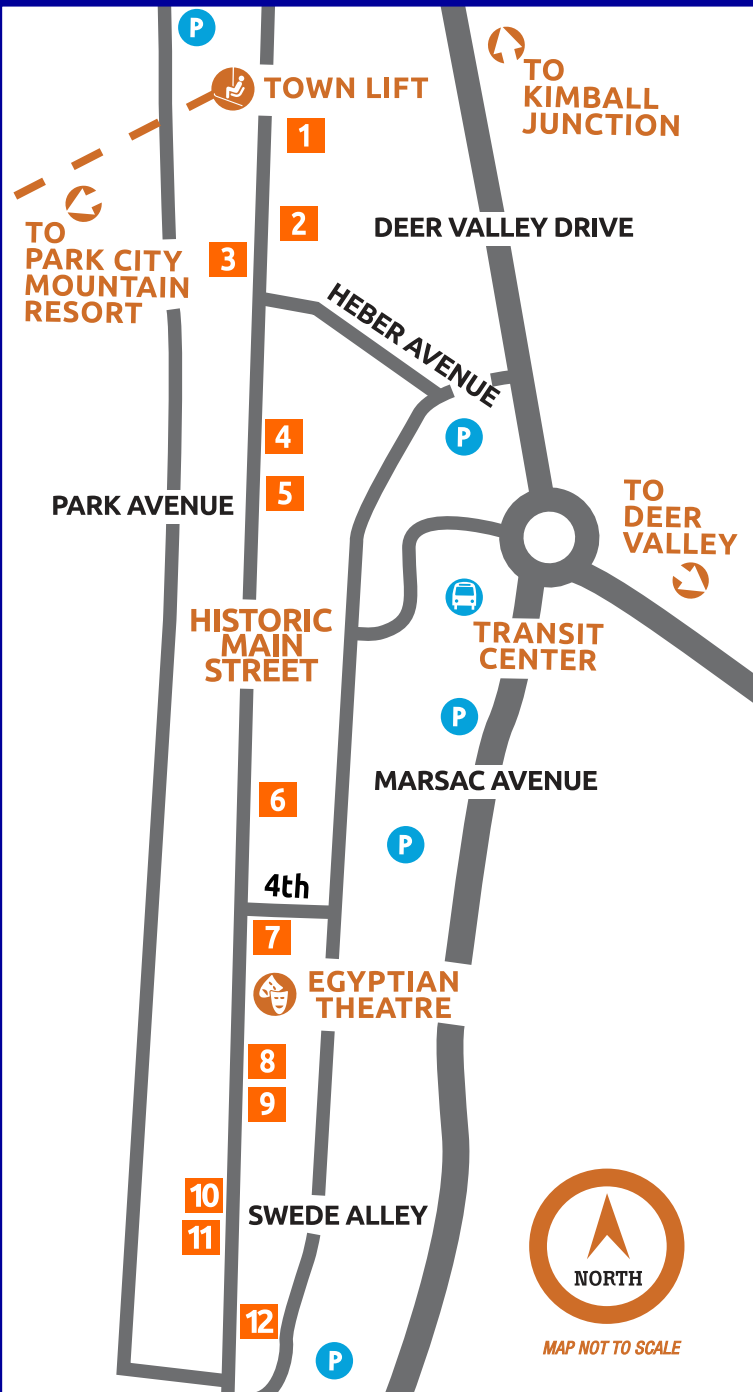 P
TOWN LIFT
TO
KIMBALL
JUNCTION
1
2
DEER VALLEY DRIVE
3
TO
PARK CITY
MOUNTAIN
RESORT
HEBER AVENUE
4
P
5
PARK AVENUE
TO
DEER
VALLEY
HISTORIC
MAIN
STREET
TRANSIT
CENTER
P
MARSAC AVENUE
6
P
4th
7
EGYPTIAN
THEATRE
8
9
10
SWEDE ALLEY
11
12
P
NORTH
MAP NOT TO SCALE